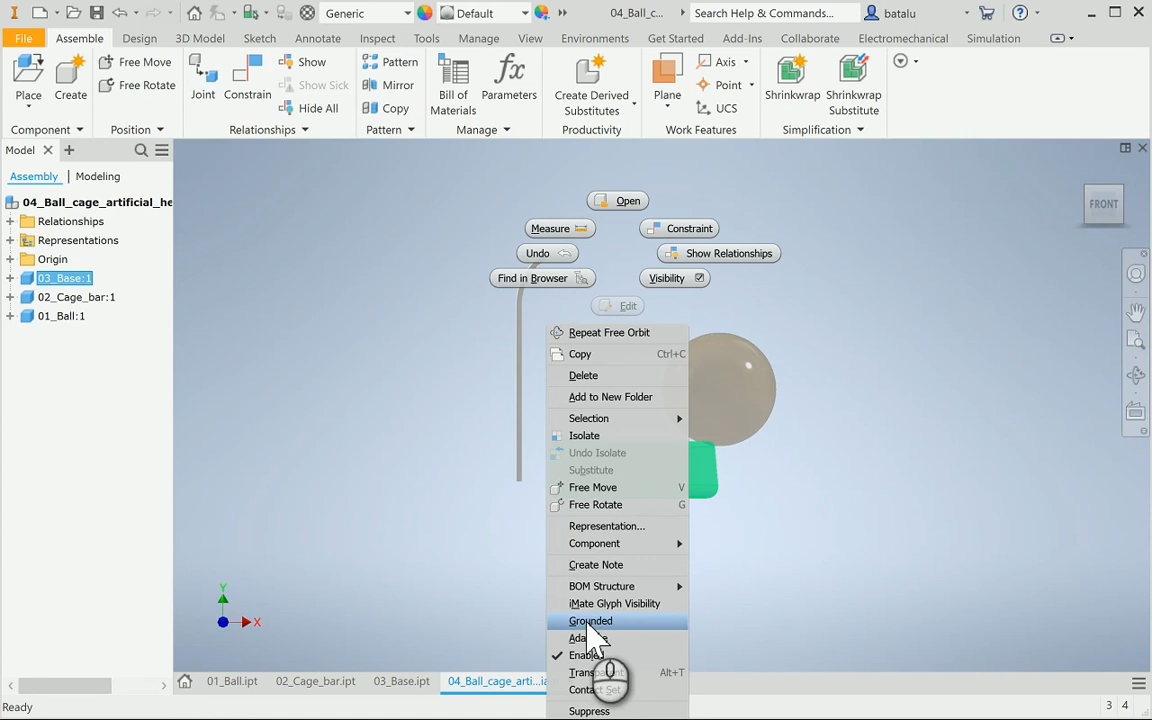 Generic
Default
04_Ball_c...
Search Help & Commands...
batalu
File
Assemble
Design
3D Model
Sketch
Annotate
Inspect
Tools
Manage
View
Environments
Get Started
Add-Ins
Collaborate
Electromechanical
Simulation
Place
Create
Free Move
Free Rotate
Component
Position
Joint
Constrain
Show
Show Sick
Hide All
Relationships
Pattern
Mirror
Copy
Pattern
Bill of
Materials
Parameters
Manage
Create Derived
Substitutes
Productivity
Plane
Axis
Point
UCS
Work Features
Shrinkwrap
Shrinkwrap
Substitute
Simplification
Model
Assembly
Modeling
04_Ball_cage_artificial_he
Relationships
Representations
Origin
03_Base:1
02_Cage_bar:1
01_Ball:1
FRONT
Open
Measure
Constraint
Undo
Show Relationships
Find in Browser
Visibility
Edit
Repeat Free Orbit
Copy Ctrl+C
Delete
Add to New Folder
Selection
Isolate
Undo Isolate
Substitute
Free Move V
Free Rotate G
Representation...
Component
Create Note
BOM Structure
iMate Glyph Visibility
Grounded
Enab
Alt+T
Suppress
Y
X
01_Ball.ipt
02_Cage_bar.ipt
03_Base.ipt
04_Ball_cage_arti...ia
Ready
3 4